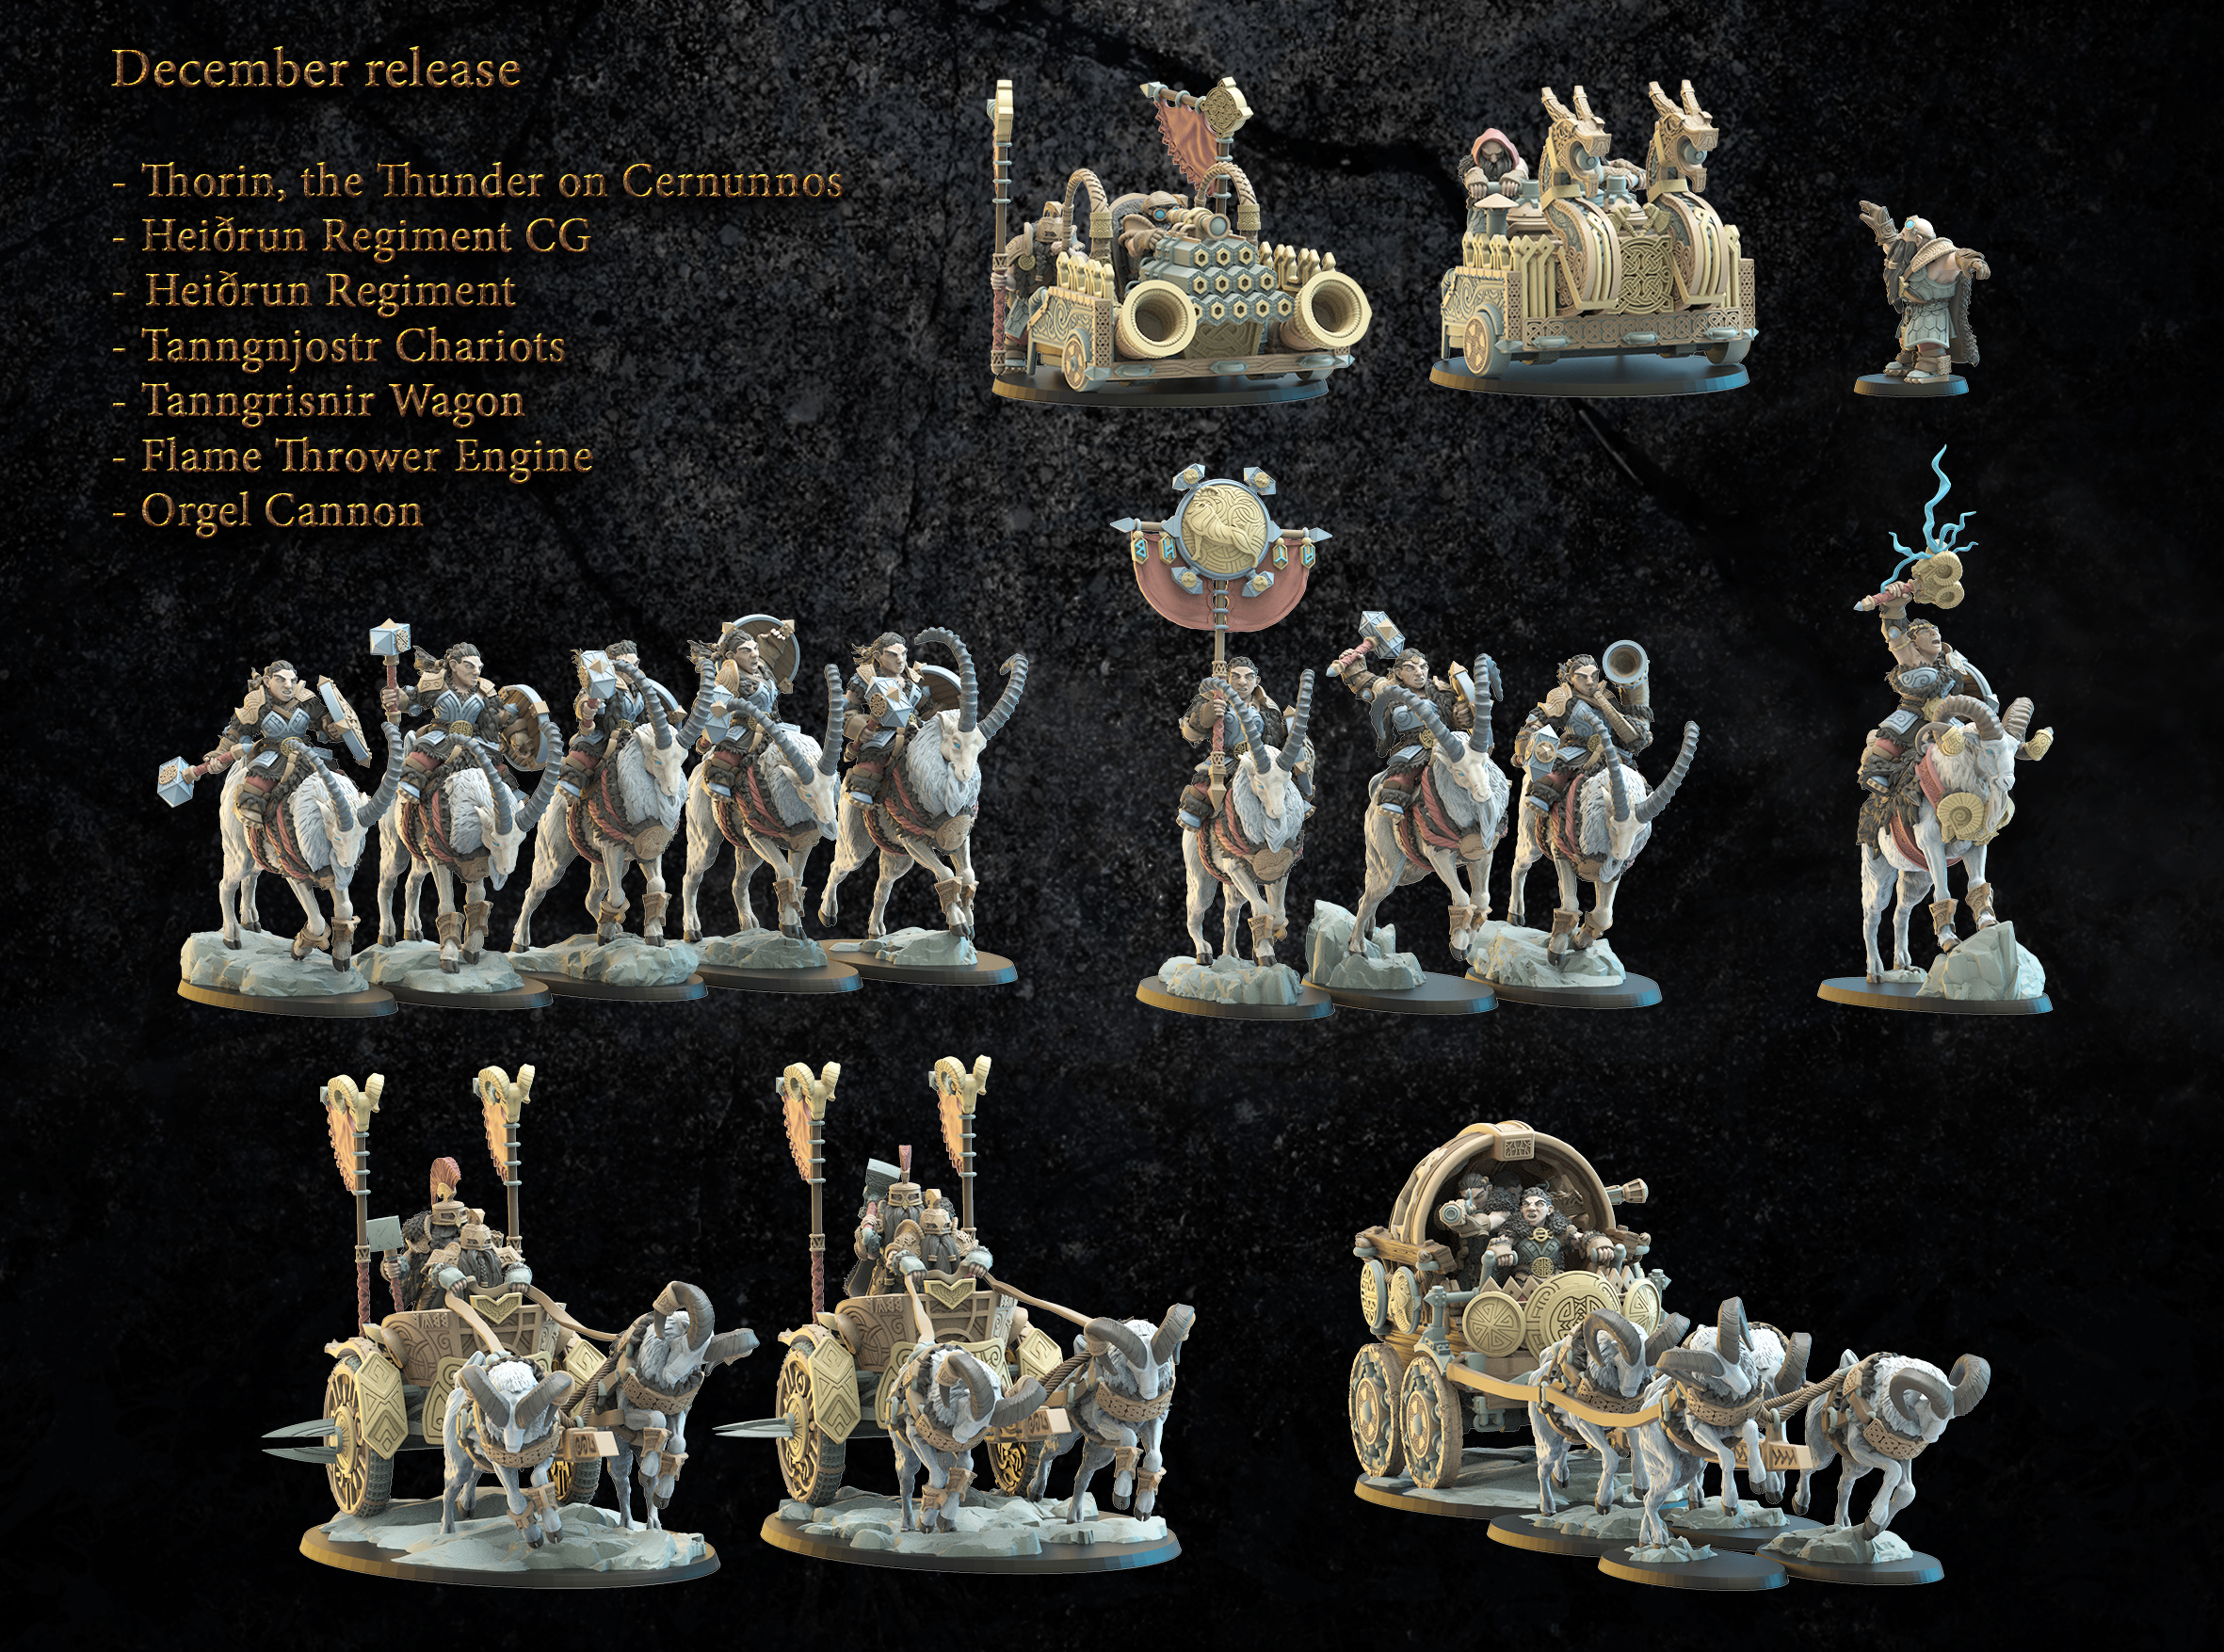 December release
- Thorin, the Thunder on Cernunnos
- Heiðrun Regiment CG
- Heiðrun Regiment
- Tanngnjostr Chariots
- Tanngrisnir Wagon
- Flame Thrower Engine
- Orgel Cannon